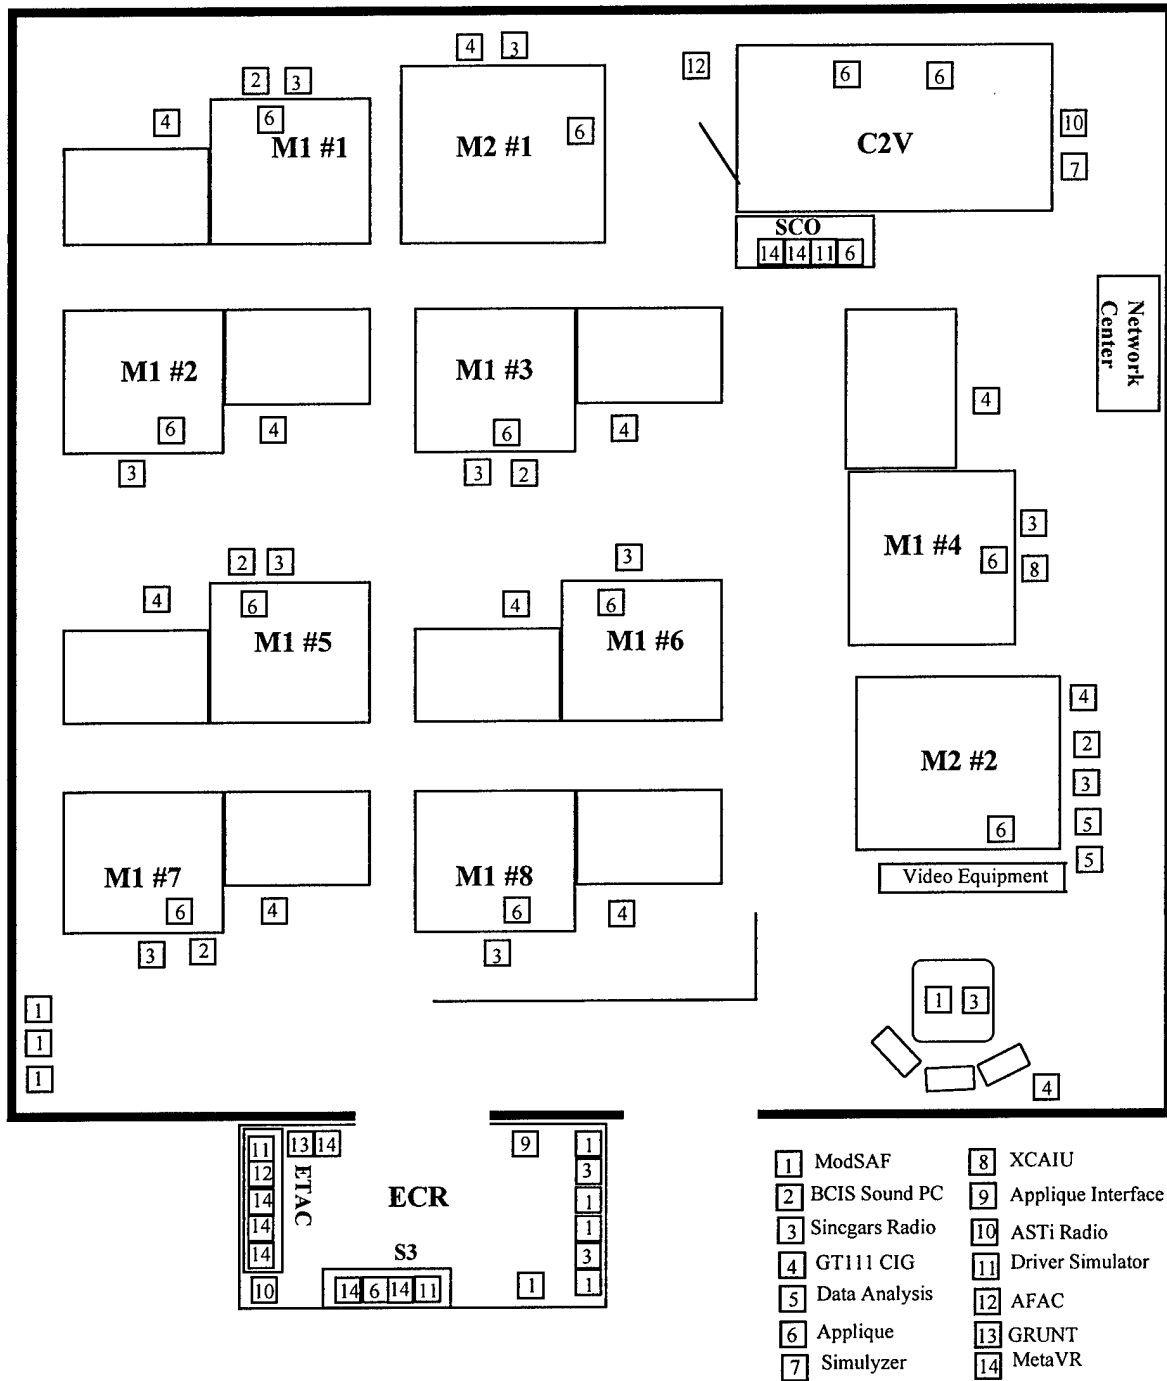 4 3
12
6 6
2 3
4
6
M1 #1
M2 #1
6
C2V
10
7
SCO
14 14 11 6
Network
Center
M1 #2
M1 #3
4
6 4
6 4
3
3 2
3
M1 #4
6
8
2 3
3
4
6
4
6
M1 #5
M1 #6
4
M2 #2
2
3
6
5
5
Video Equipment
M1 #7
M1 #8
6 4
6 4
3 2
3
1
1
1
1 3
4
11
12
14
14
14
10
13 14
ETAC
ECR
9
1
3
1
1
3
1
S3
14 6 14 11
1
1 ModSAF
2 BCIS Sound PC
3 Sincgars Radio
4 GT111 CIG
5 Data Analysis
6 Applique
7 Simulyzer
8 XCAIU
9 Applique Interface
10 ASTi Radio
11 Driver Simulator
12 AFAC
13 GRUNT
14 MetaVR